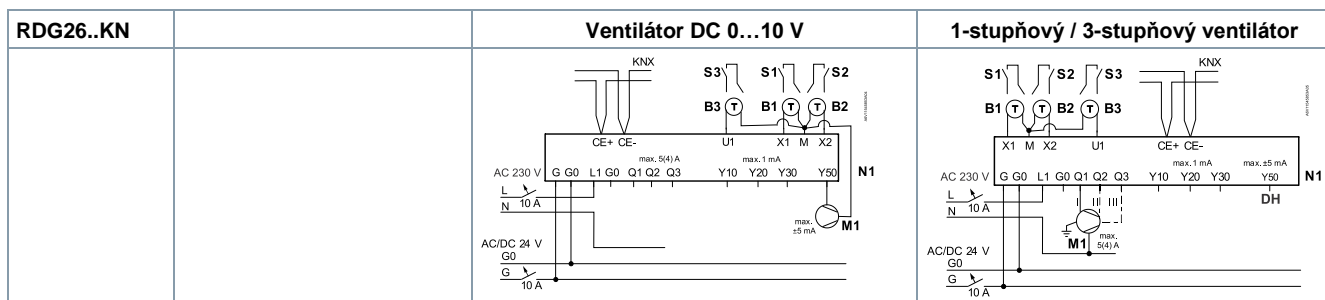 RDG26..KN
Ventilátor DC 0…10 V
1-stupňový / 3-stupňový ventilátor
KNX
S3 S1 S2
B3 T B1 T T B2
CE+ CE- U1 X1 M X2
max. 5(4) A max. 1 mA
AC 230 V G G0 L1 G0 Q1 Q2 Q3 Y10 Y20 Y30 Y50 N1
L
10 A
N
max.
±5 mA
M1
AC/DC 24 V
G0
G
10 A
S1 S2 S3 KNX
B1 T T B2 T B3
X1 M X2 U1 CE+ CE-
max. 1 mA max. ±5 mA
AC 230 V G G0 L1 G0 Q1 Q2 Q3 Y10 Y20 Y30 Y50 N1
DH
L
10 A
I II III
N
M1
max.
5(4) A
AC/DC 24 V
G0
G
10 A